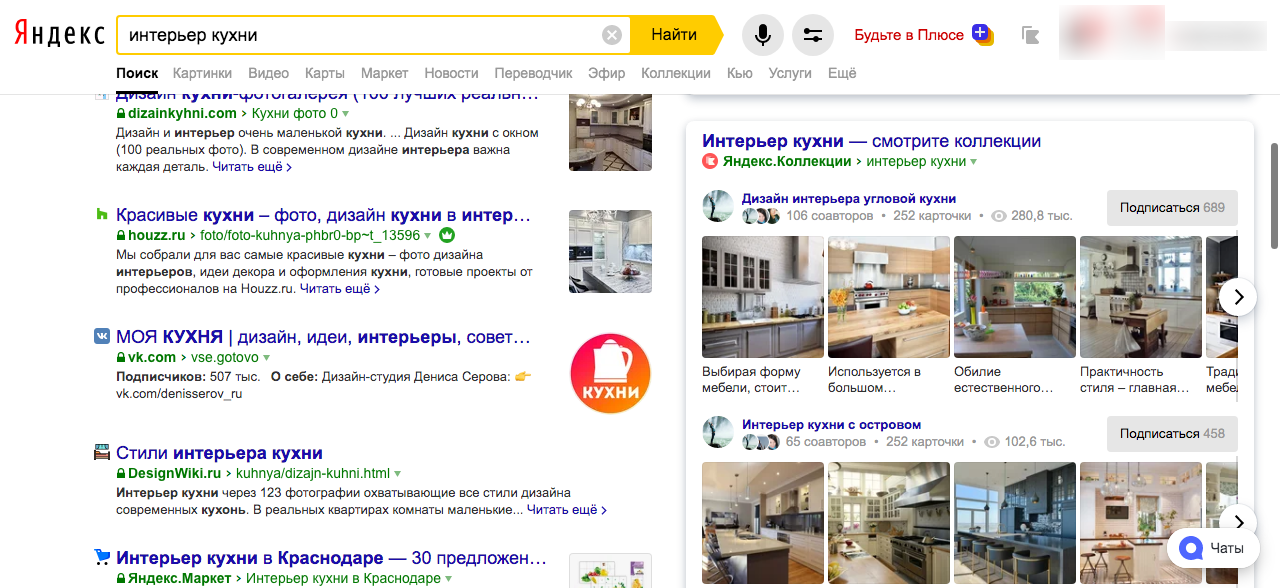 Яндекс
интерьер кухни
Найти
Будьте в Плюсе
Поиск Картинки Видео Карты Маркет Новости Переводчик Эфир Коллекции Кью Услуги Ещё
Дизайн кухни-фотогалерея (100 лучших реальн…
dizainkyhni.com › Кухни фото 0
Дизайн и интерьер очень маленькой кухни. ... Дизайн кухни с окном
(100 реальных фото). В современном дизайне интерьера важна
каждая деталь. Читать ещё ›
Красивые кухни – фото, дизайн кухни в интер…
houzz.ru › foto/foto-kuhnya-phbr0-bp~t_13596
Мы собрали для вас самые красивые кухни – фото дизайна
интерьеров, идеи декора и оформления кухни, готовые проекты от
профессионалов на Houzz.ru. Читать ещё ›
МОЯ КУХНЯ | дизайн, идеи, интерьеры, совет…
vk.com › vse.gotovo
Подписчиков: 507 тыс. О себе: Дизайн-студия Дениса Серова: 👉
vk.com/denisserov_ru
КУХНИ
Стили интерьера кухни
DesignWiki.ru › kuhnya/dizajn-kuhni.html
Интерьер кухни через 123 фотографии охватывающие все стили дизайна
современных кухонь. В реальных квартирах комнаты маленькие... Читать ещё ›
Интерьер кухни в Краснодаре — 30 предложен…
Яндекс.Маркет › Интерьер кухни в Краснодаре
Интерьер кухни — смотрите коллекции
Яндекс.Коллекции › интерьер кухни
Дизайн интерьера угловой кухни
106 соавторов • 252 карточки • 280,8 тыс.
Подписаться 689
Выбирая форму
мебели, стоит…
Используется в
большом…
Обилие
естественного…
Практичность
стиля – главная…
Тради
мебел
Интерьер кухни с островом
65 соавторов • 252 карточки • 102,6 тыс.
Подписаться 458
Чаты